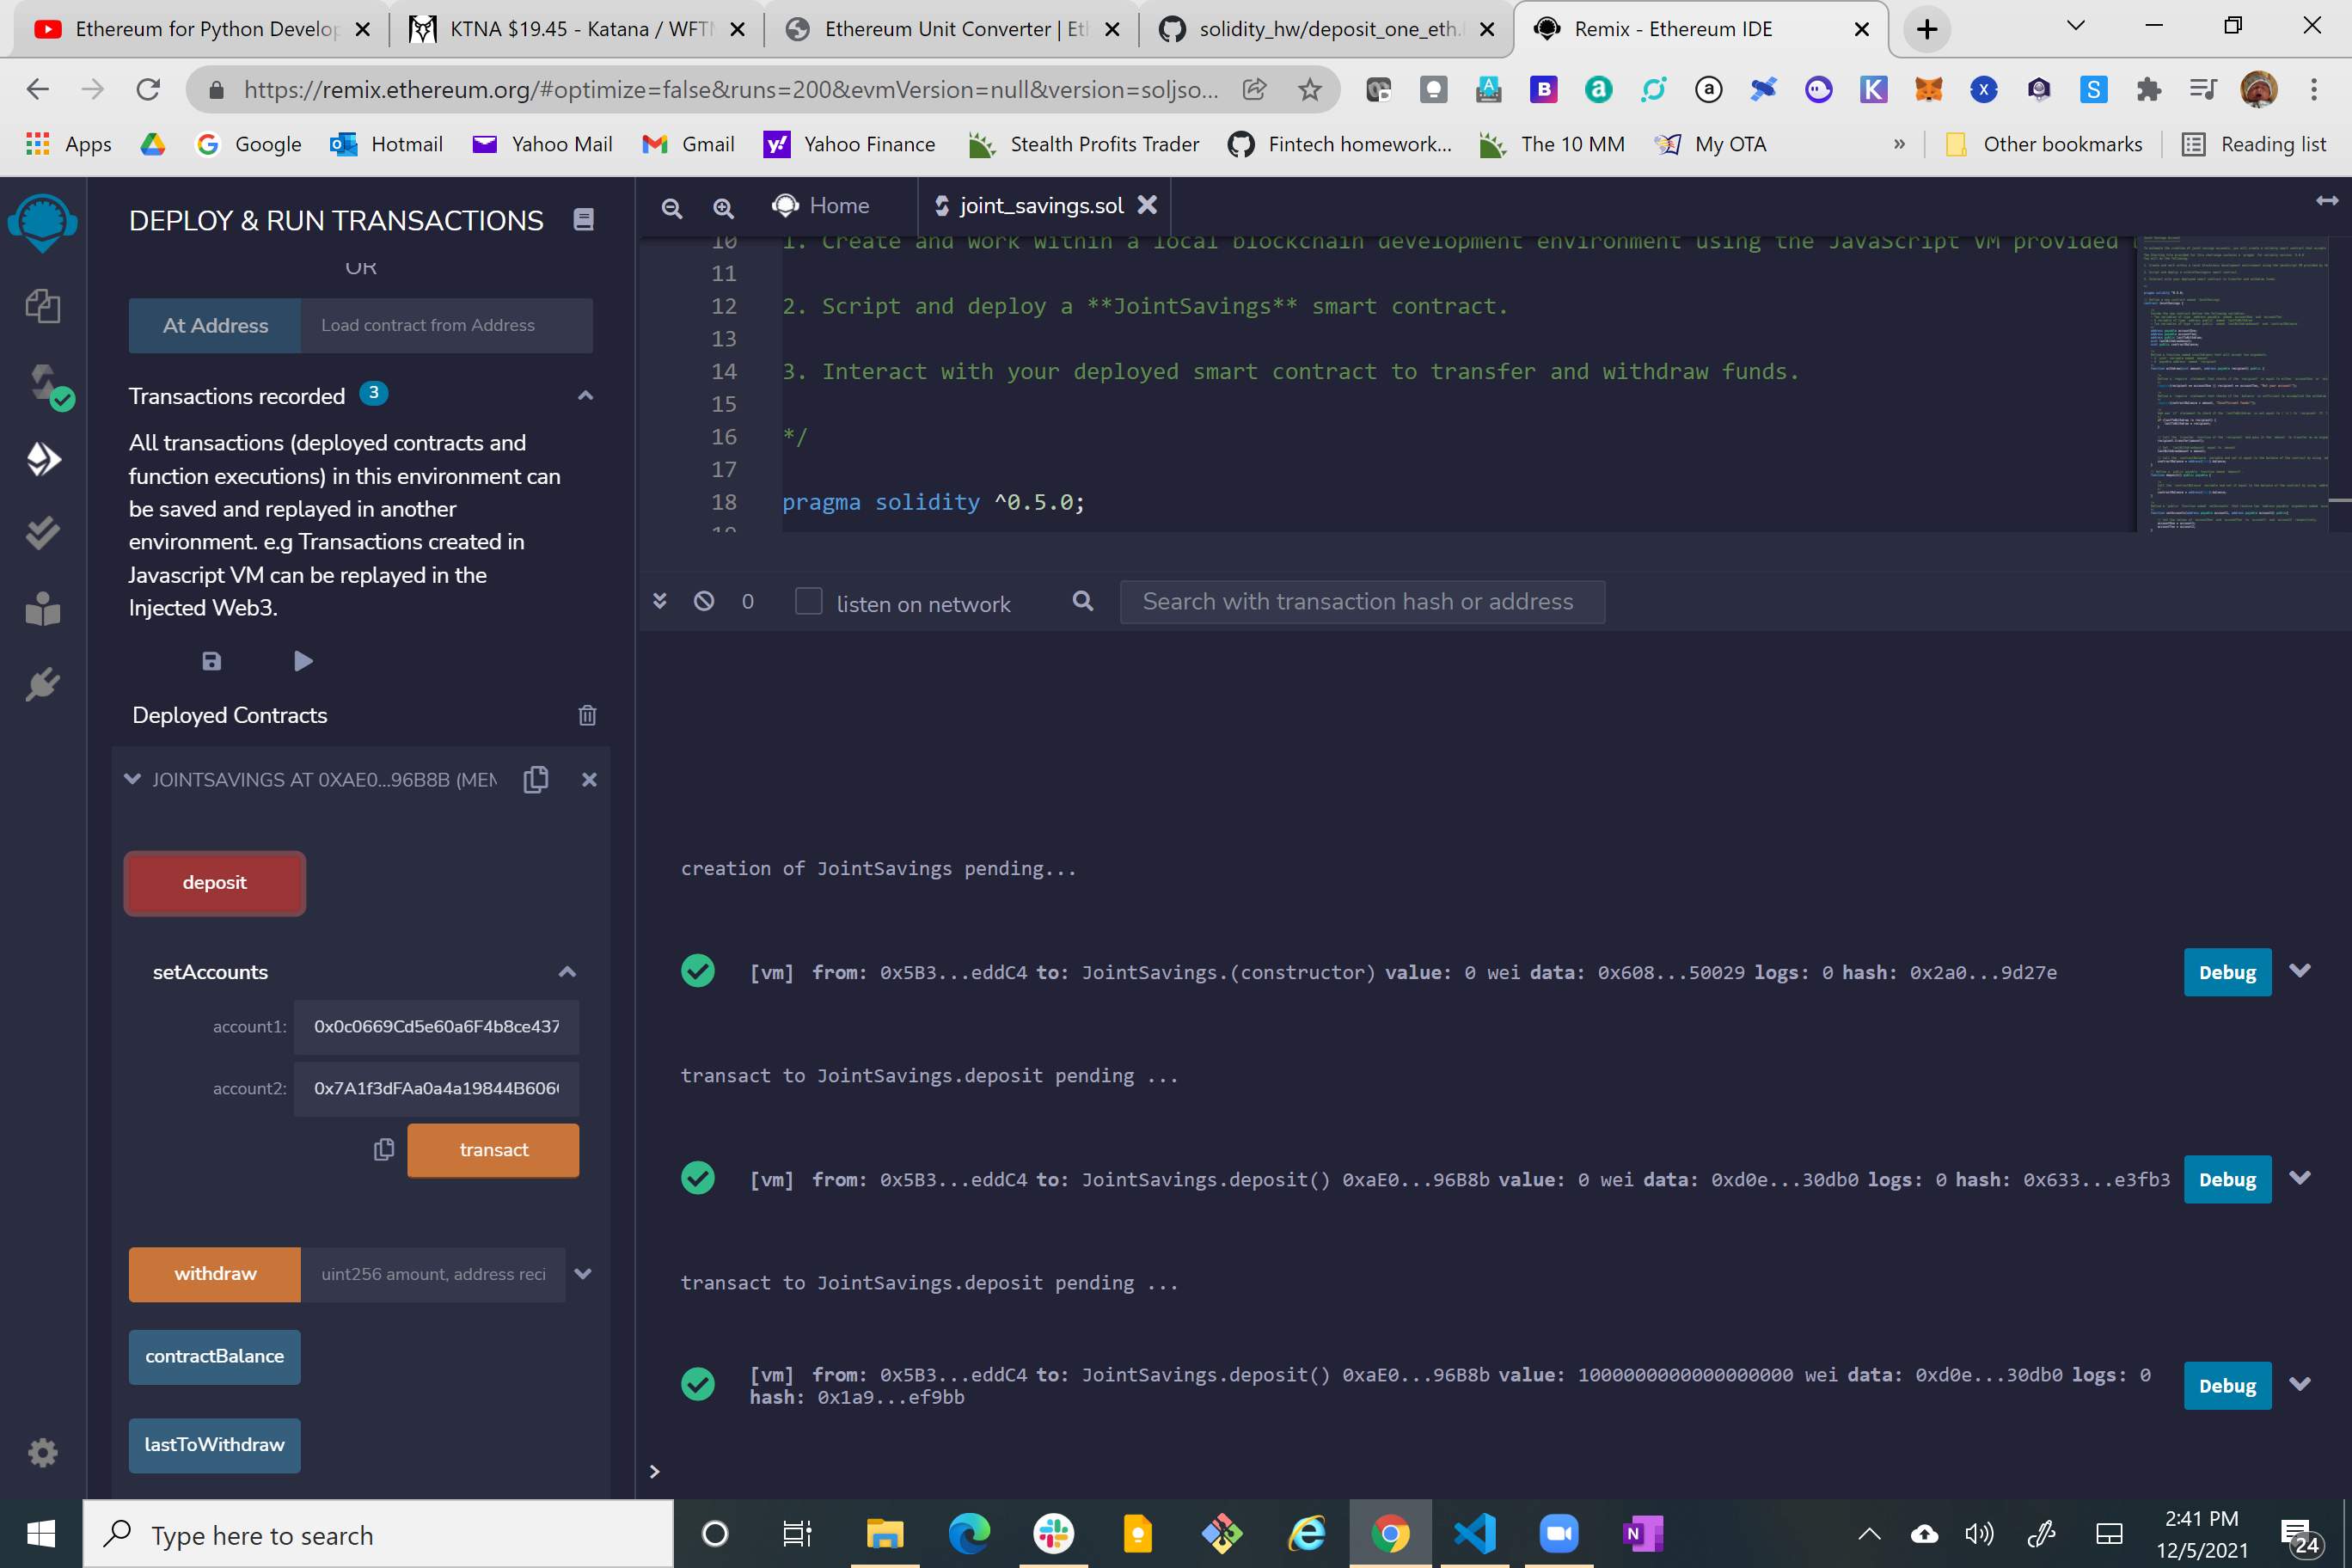 Ethereum for Python Develop
KTNA $19.45 - Katana / WFTM
Ethereum Unit Converter | Eth
solidity_hw/deposit_one_eth.
Remix - Ethereum IDE
https://remix.ethereum.org/#optimize=false&runs=200&evmVersion=null&version=soljso...
Apps
Google
Hotmail
Yahoo Mail
Gmail
Yahoo Finance
Stealth Profits Trader
Fintech homework...
The 10 MM
My OTA
»
Other bookmarks
Reading list
DEPLOY & RUN TRANSACTIONS
OR
At Address
Load contract from Address
Transactions recorded 3
All transactions (deployed contracts and
function executions) in this environment can
be saved and replayed in another
environment. e.g Transactions created in
Javascript VM can be replayed in the
Injected Web3.
Deployed Contracts
JOINTSAVINGS AT 0XAE0...96B8B (MEM
deposit
setAccounts
account1: 0x0c0669Cd5e60a6F4b8ce437
account2: 0x7A1f3dFAa0a4a19844B606
transact
withdraw
uint256 amount, address reci
contractBalance
lastToWithdraw
Home
joint_savings.sol
10 1. Create and work within a local blockchain development environment using the JavaScript VM provided
11
12 2. Script and deploy a **JointSavings** smart contract.
13
14 3. Interact with your deployed smart contract to transfer and withdraw funds.
15
16 */
17
18 pragma solidity ^0.5.0;
19
0
listen on network
Search with transaction hash or address
creation of JointSavings pending...
[vm] from: 0x5B3...eddC4 to: JointSavings.(constructor) value: 0 wei data: 0x608...50029 logs: 0 hash: 0x2a0...9d27e
Debug
transact to JointSavings.deposit pending ...
[vm] from: 0x5B3...eddC4 to: JointSavings.deposit() 0xaE0...96B8b value: 0 wei data: 0xd0e...30db0 logs: 0 hash: 0x633...e3fb3
Debug
transact to JointSavings.deposit pending ...
[vm] from: 0x5B3...eddC4 to: JointSavings.deposit() 0xaE0...96B8b value: 1000000000000000000 wei data: 0xd0e...30db0 logs: 0
hash: 0x1a9...ef9bb
Debug
>
Type here to search
2:41 PM
12/5/2021
24